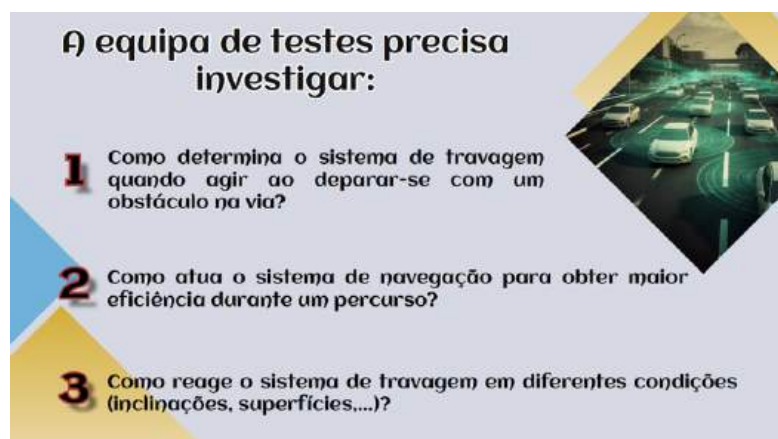 A equipa de testes precisa
investigar:
1 Como determina o sistema de travagem
quando agir ao deparar-se com um
obstáculo na via?
2 Como atua o sistema de navegação para obter maior
eficiência durante um percurso?
3 Como reage o sistema de travagem em diferentes condições
(inclinações, superfícies,...)?